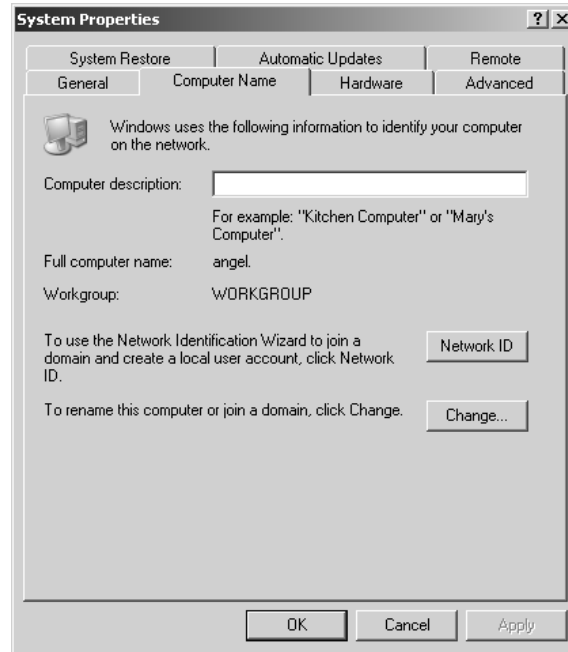 System Properties
? X
System Restore
Automatic Updates
Remote
General
Computer Name
Hardware
Advanced
Windows uses the following information to identify your computer
on the network.
Computer description:
For example: "Kitchen Computer" or "Mary's
Computer".
Full computer name:
angel.
Workgroup:
WORKGROUP
To use the Network Identification Wizard to join a
domain and create a local user account, click Network
ID.
Network ID
To rename this computer or join a domain, click Change.
Change...
OK
Cancel
Apply